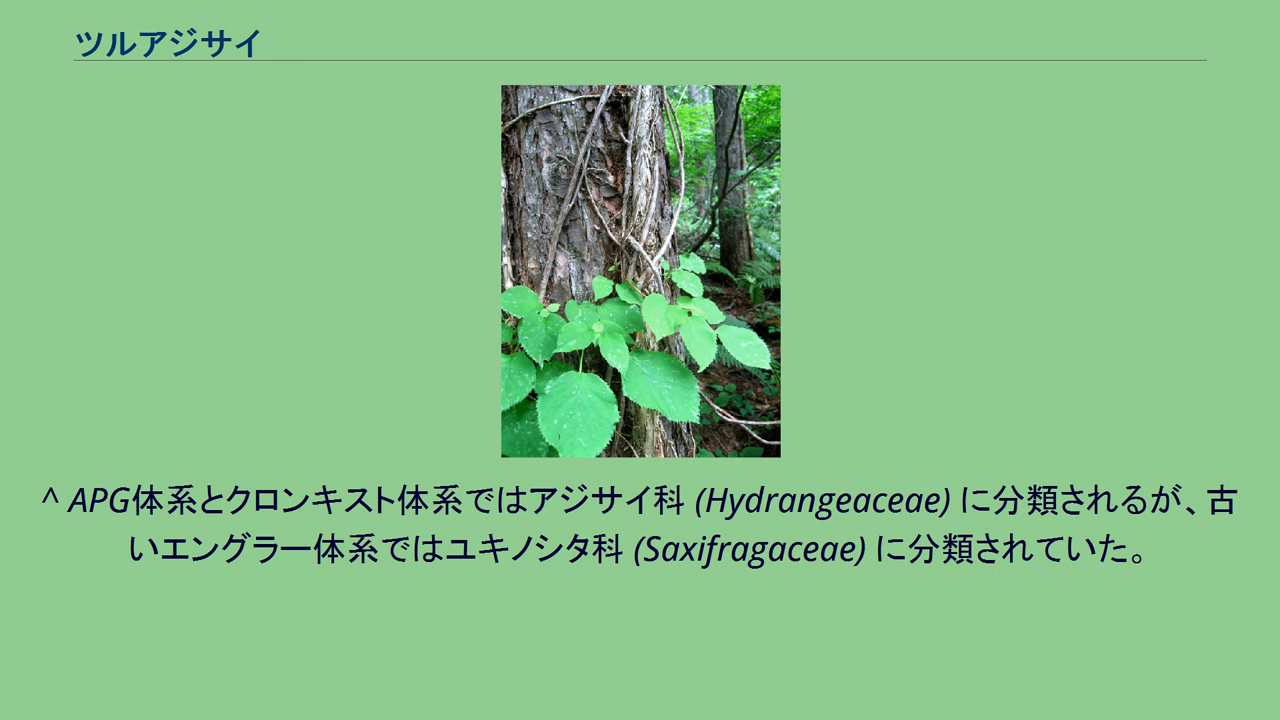 ツルアジサイ
^ APG体系とクロンキスト体系ではアジサイ科 (Hydrangeaceae) に分類されるが、古
いエングラー体系ではユキノシタ科 (Saxifragaceae) に分類されていた。